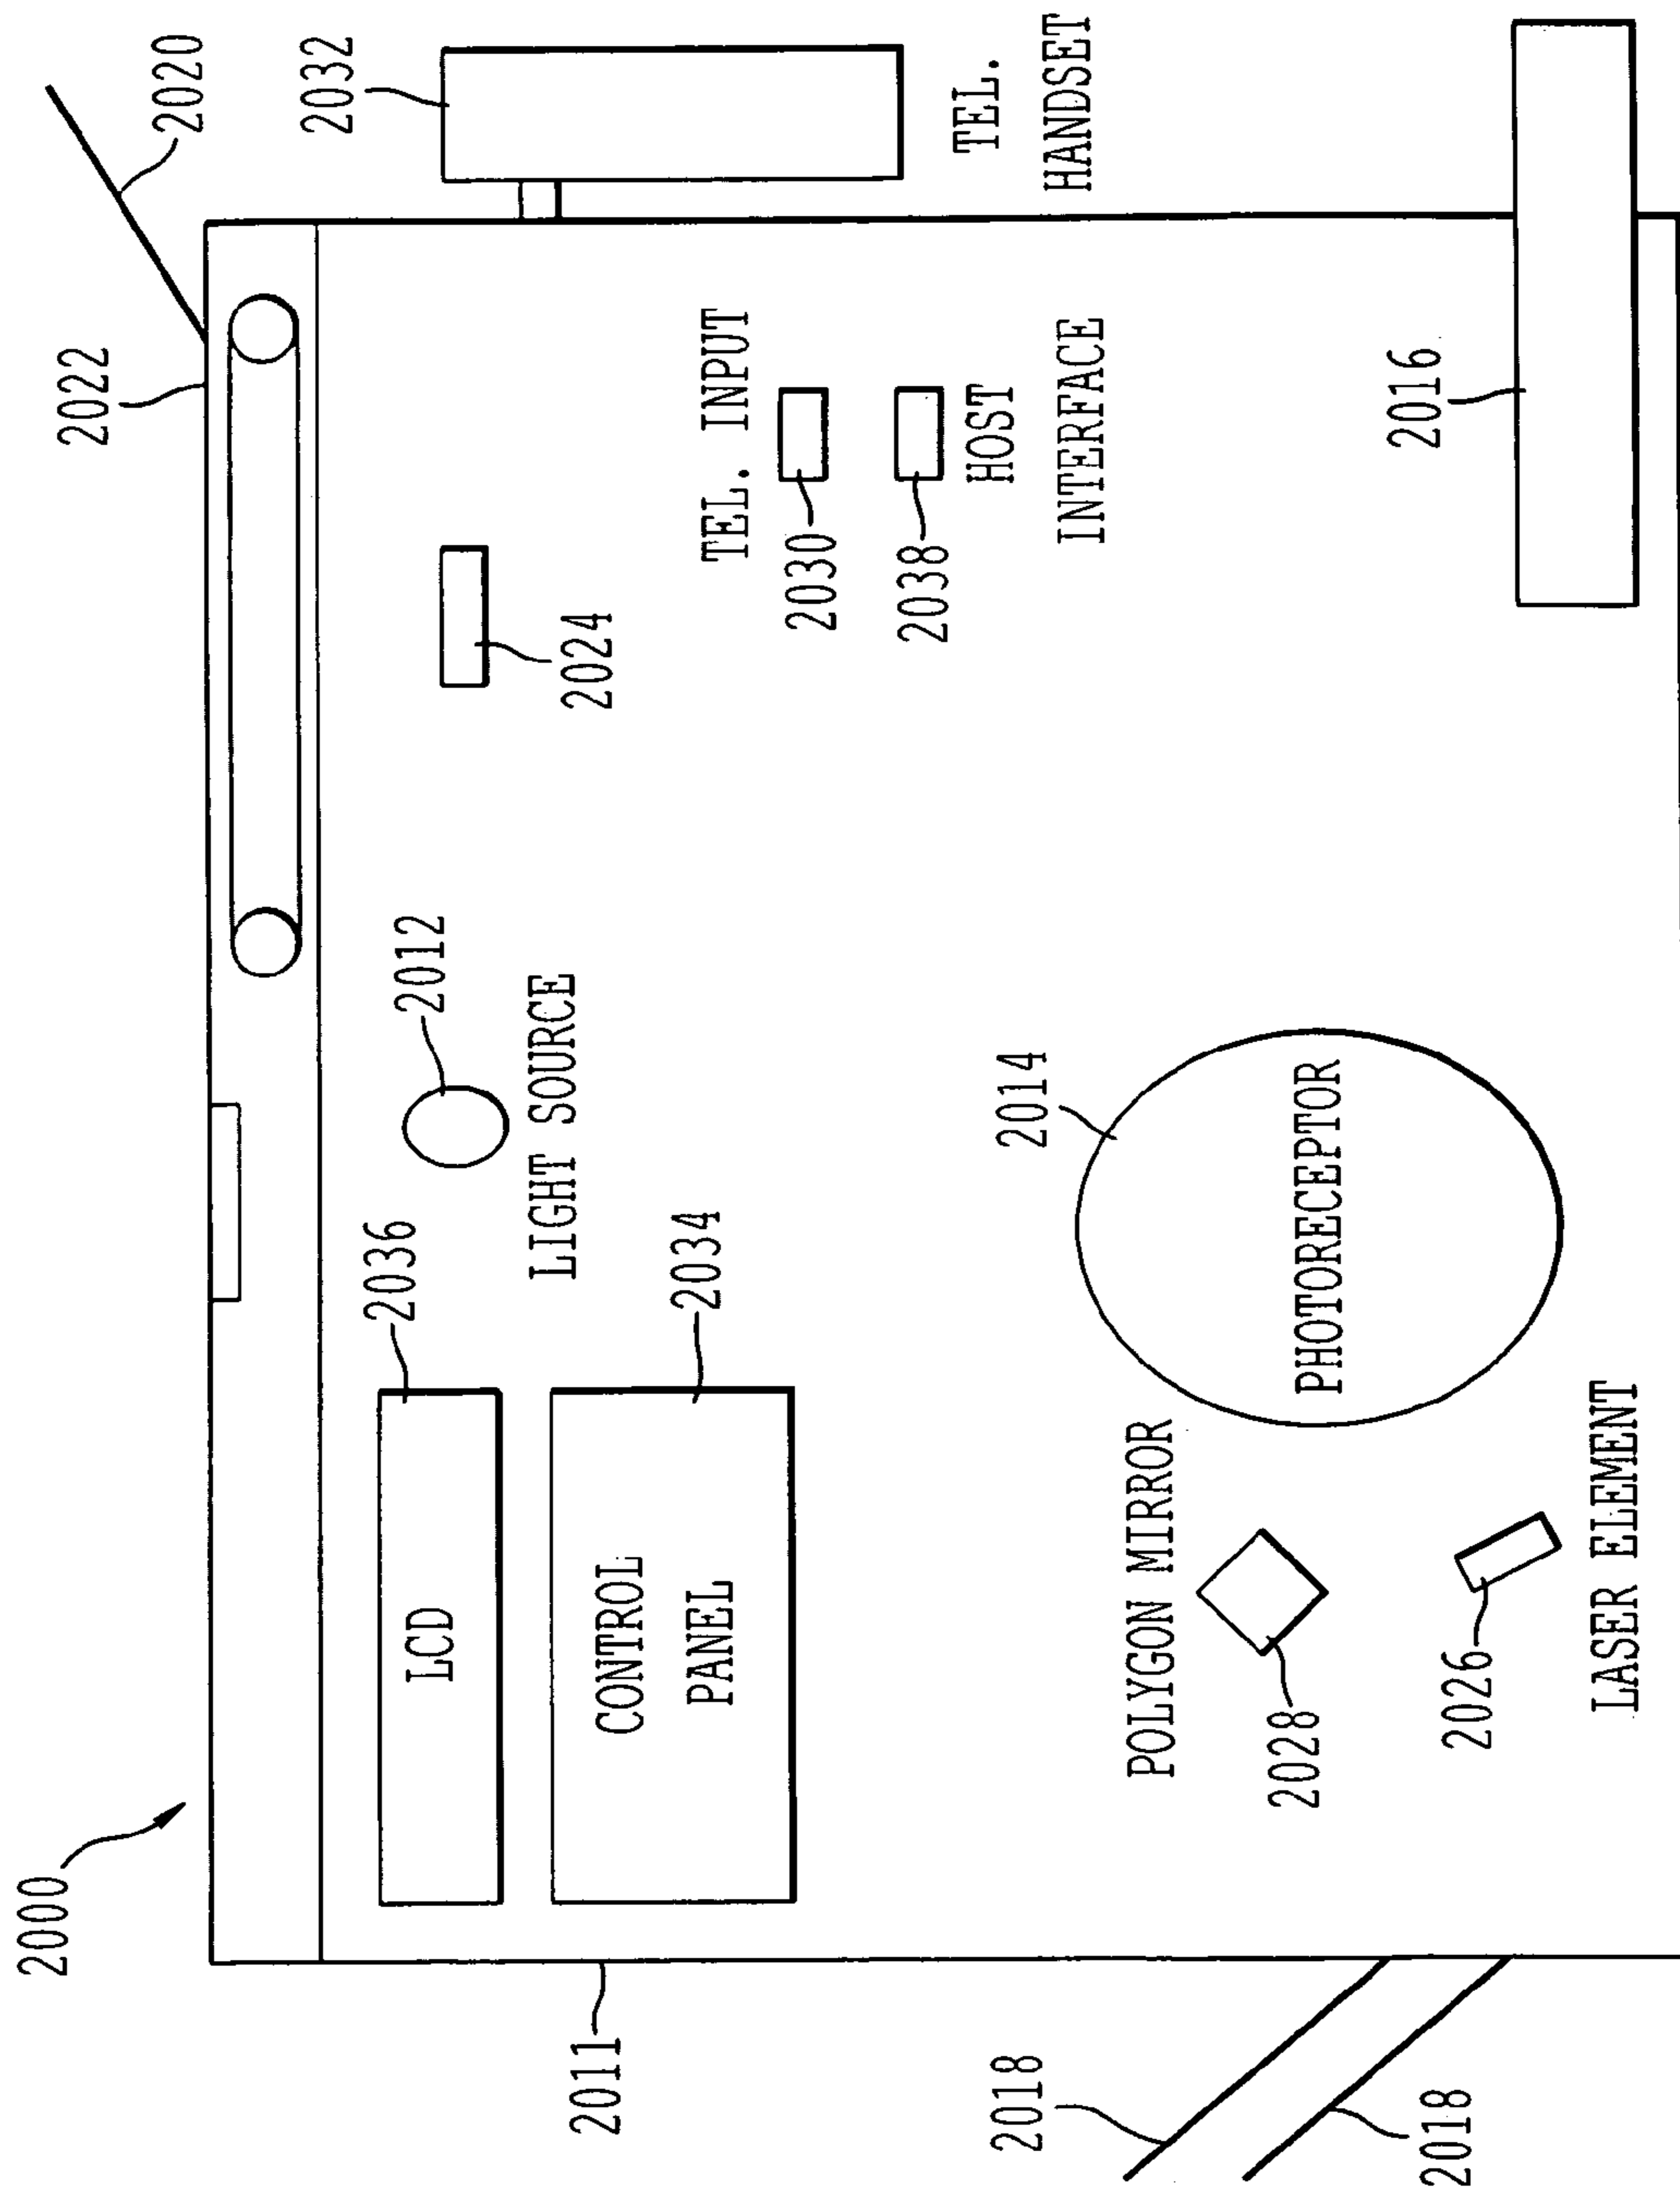 2000
2022
2020
2032
2036
2012
LCD
LIGHT SOURCE
2024
TEL.
HANDSET
2011
CONTROL
PANEL
2034
TEL. INPUT
2030
2038
HOST
INTERFACE
2018
2018
POLYGON MIRROR
2028
2014
PHOTORECEPTOR
2026
LASER ELEMENT
2016